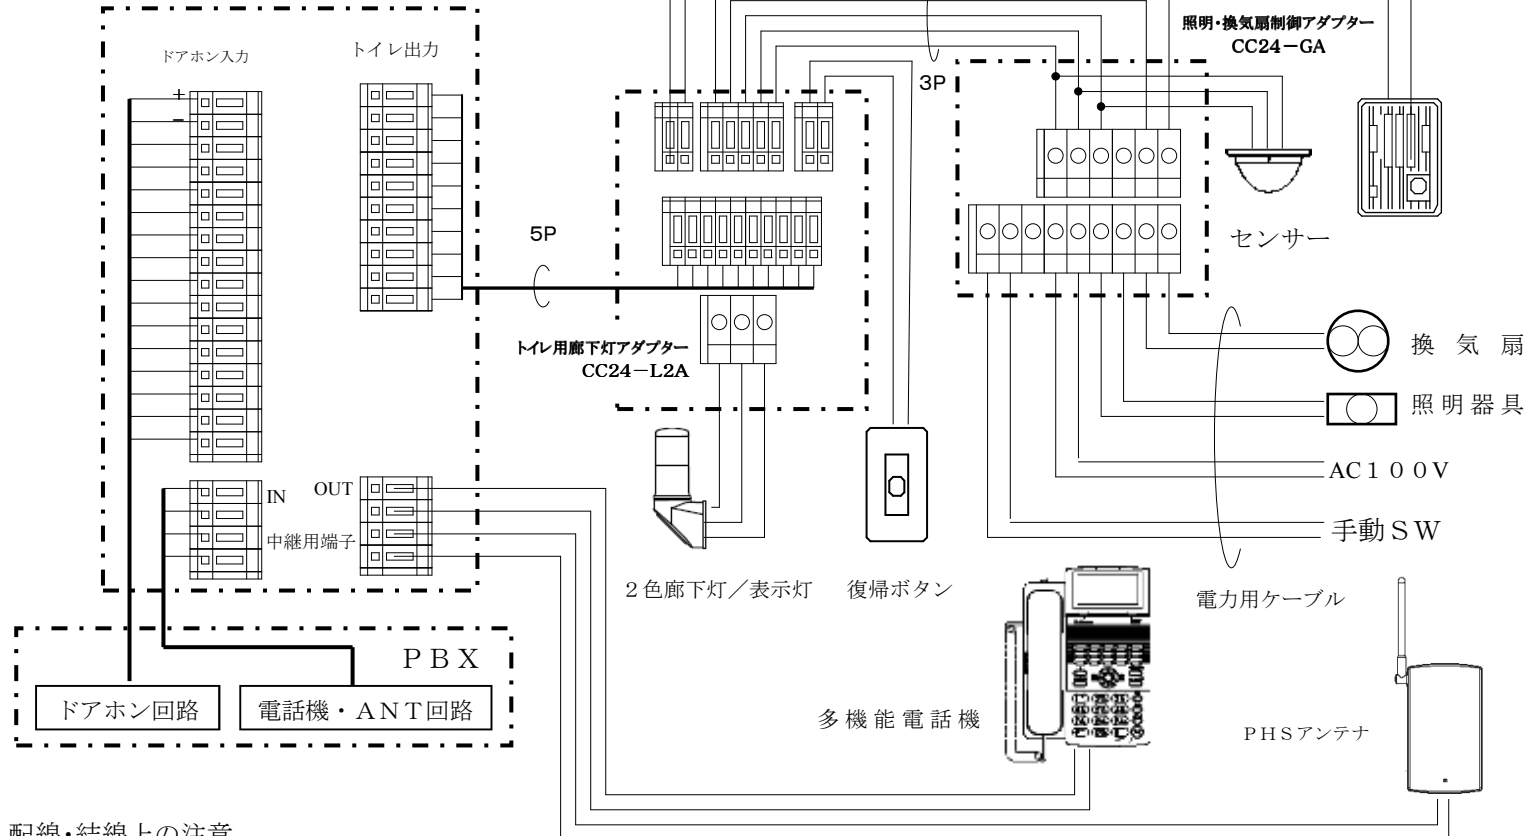 照明・換気扇制御アダプター
CC24－GA
ドアホン入力
トイレ出力
＋
－
3P
5P
センサー
トイレ用廊下灯アダプター
CC24－L2A
換気扇
照明器具
AC１００V
手動ＳＷ
IN
OUT
中継用端子
２色廊下灯／表示灯
復帰ボタン
電力用ケーブル
ＰＢＸ
ドアホン回路
電話機・ＡＮＴ回路
多機能電話機
ＰＨＳアンテナ
配線・結線上の注意